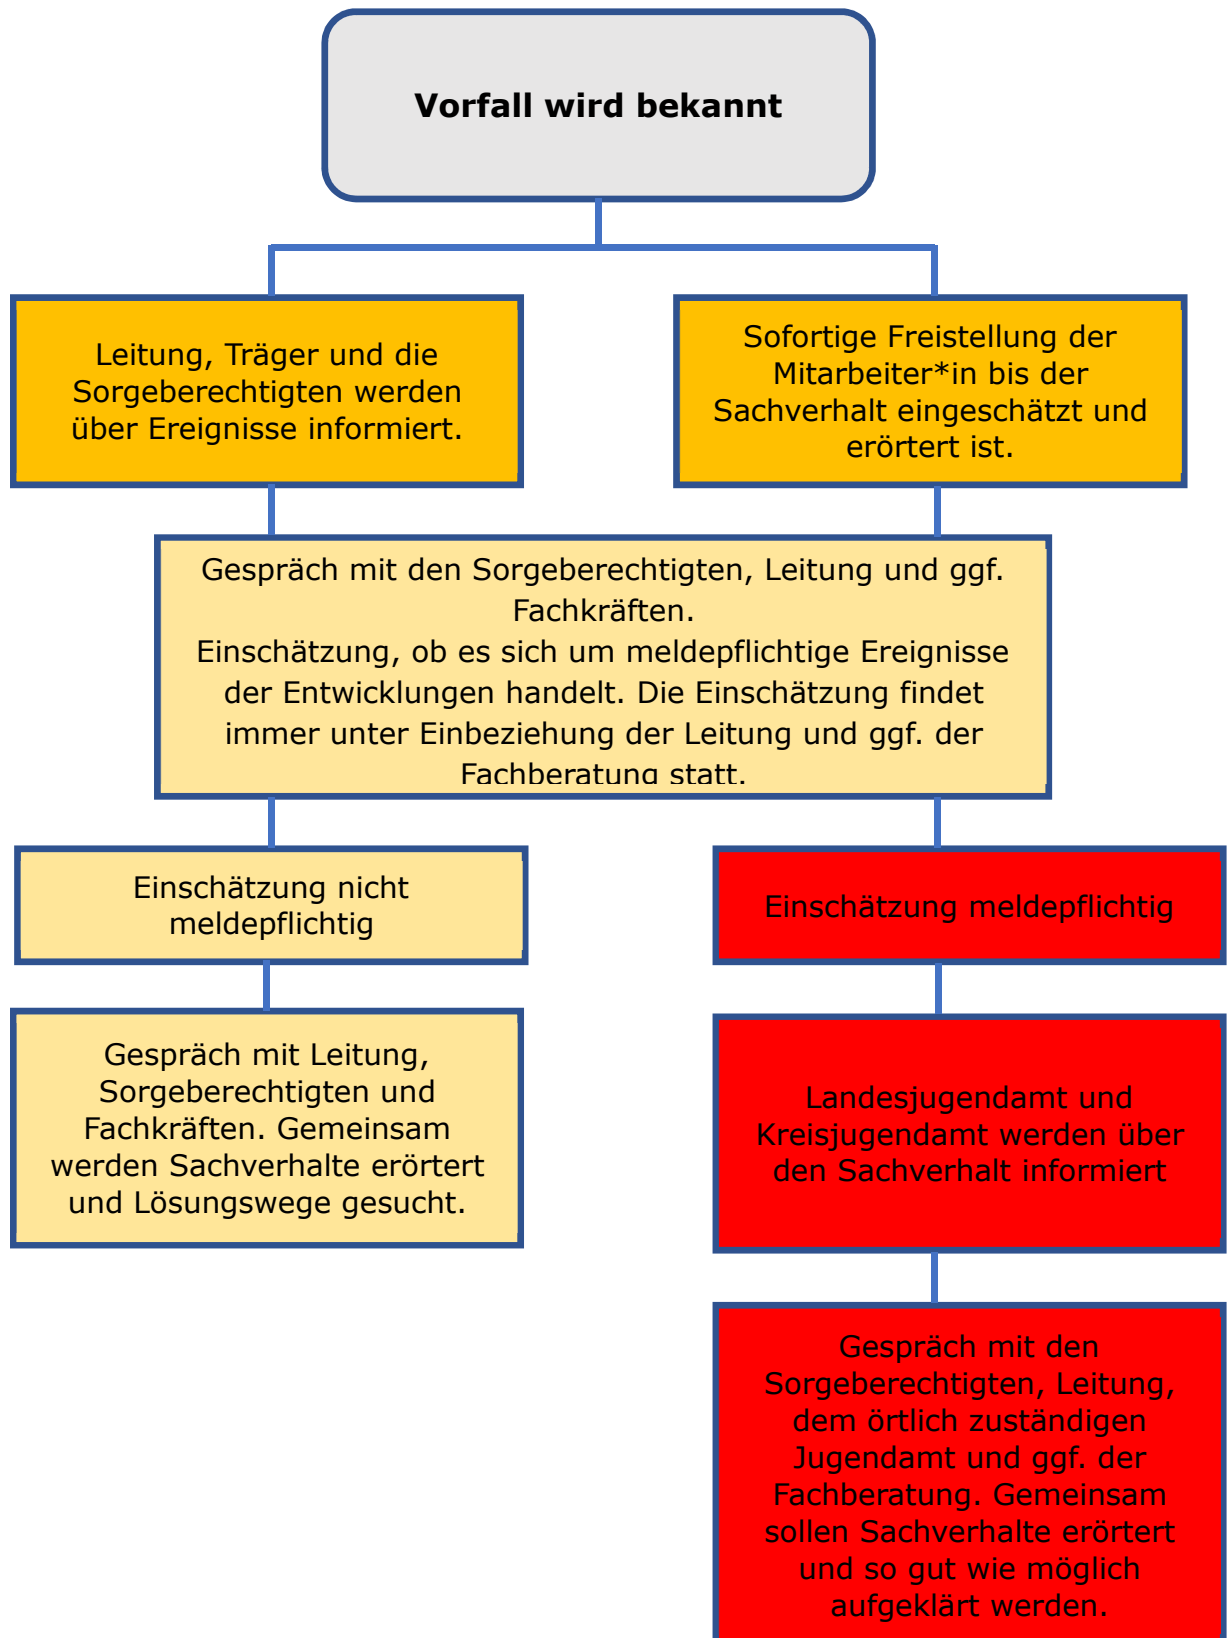 Vorfall wird bekannt
Leitung, Träger und die
Sorgeberechtigten werden
über Ereignisse informiert.
Sofortige Freistellung der
Mitarbeiter*in bis der
Sachverhalt eingeschätzt und
erörtert ist.
Gespräch mit den Sorgeberechtigten, Leitung und ggf.
Fachkräften.
Einschätzung, ob es sich um meldepflichtige Ereignisse
der Entwicklungen handelt. Die Einschätzung findet
immer unter Einbeziehung der Leitung und ggf. der
Fachberatung statt.
Einschätzung nicht
meldepflichtig
Einschätzung meldepflichtig
Gespräch mit Leitung,
Sorgeberechtigten und
Fachkräften. Gemeinsam
werden Sachverhalte erörtert
und Lösungswege gesucht.
Landesjugendamt und
Kreisjugendamt werden über
den Sachverhalt informiert
Gespräch mit den
Sorgeberechtigten, Leitung,
dem örtlich zuständigen
Jugendamt und ggf. der
Fachberatung. Gemeinsam
sollen Sachverhalte erörtert
und so gut wie möglich
aufgeklärt werden.